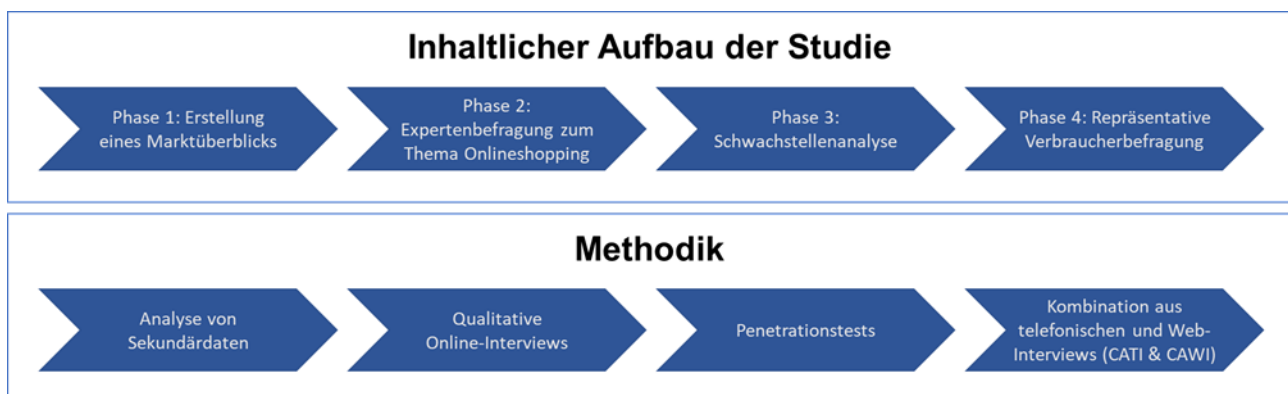 Inhaltlicher Aufbau der Studie
Phase 1: Erstellung
eines Marktüberblicks
Phase 2:
Expertenbefragung zum
Thema Onlineshopping
Phase 3:
Schwachstellenanalyse
Phase 4: Repräsentative
Verbraucherbefragung
Methodik
Analyse von
Sekundärdaten
Qualitative
Online-Interviews
Penetrationstests
Kombination aus
telefonischen und Web-
Interviews (CATI & CAWI)